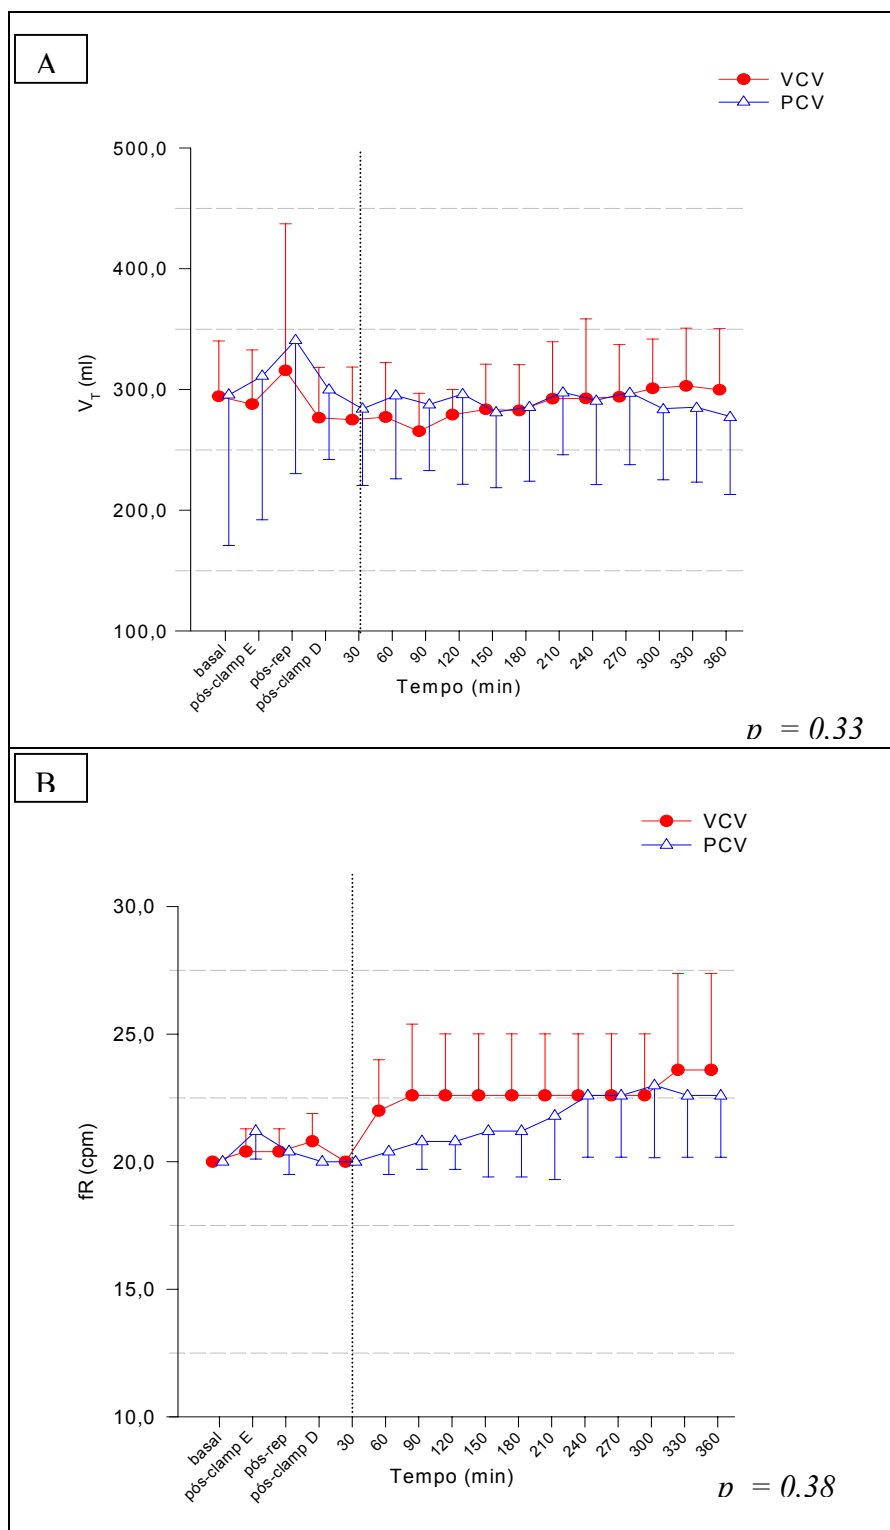 A
VCV
PCV
500,0
400,0
300,0
200,0
100,0
V_T (ml)
basal
pós-clamp E
pós-rep
pós-clamp D
30
60
90
120
150
180
210
240
270
300
330
360
Tempo (min)
p = 0.33
B
VCV
PCV
30,0
25,0
20,0
15,0
10,0
fR (cpm)
basal
pós-clamp E
pós-rep
pós-clamp D
30
60
90
120
150
180
210
240
270
300
330
360
Tempo (min)
p = 0.38